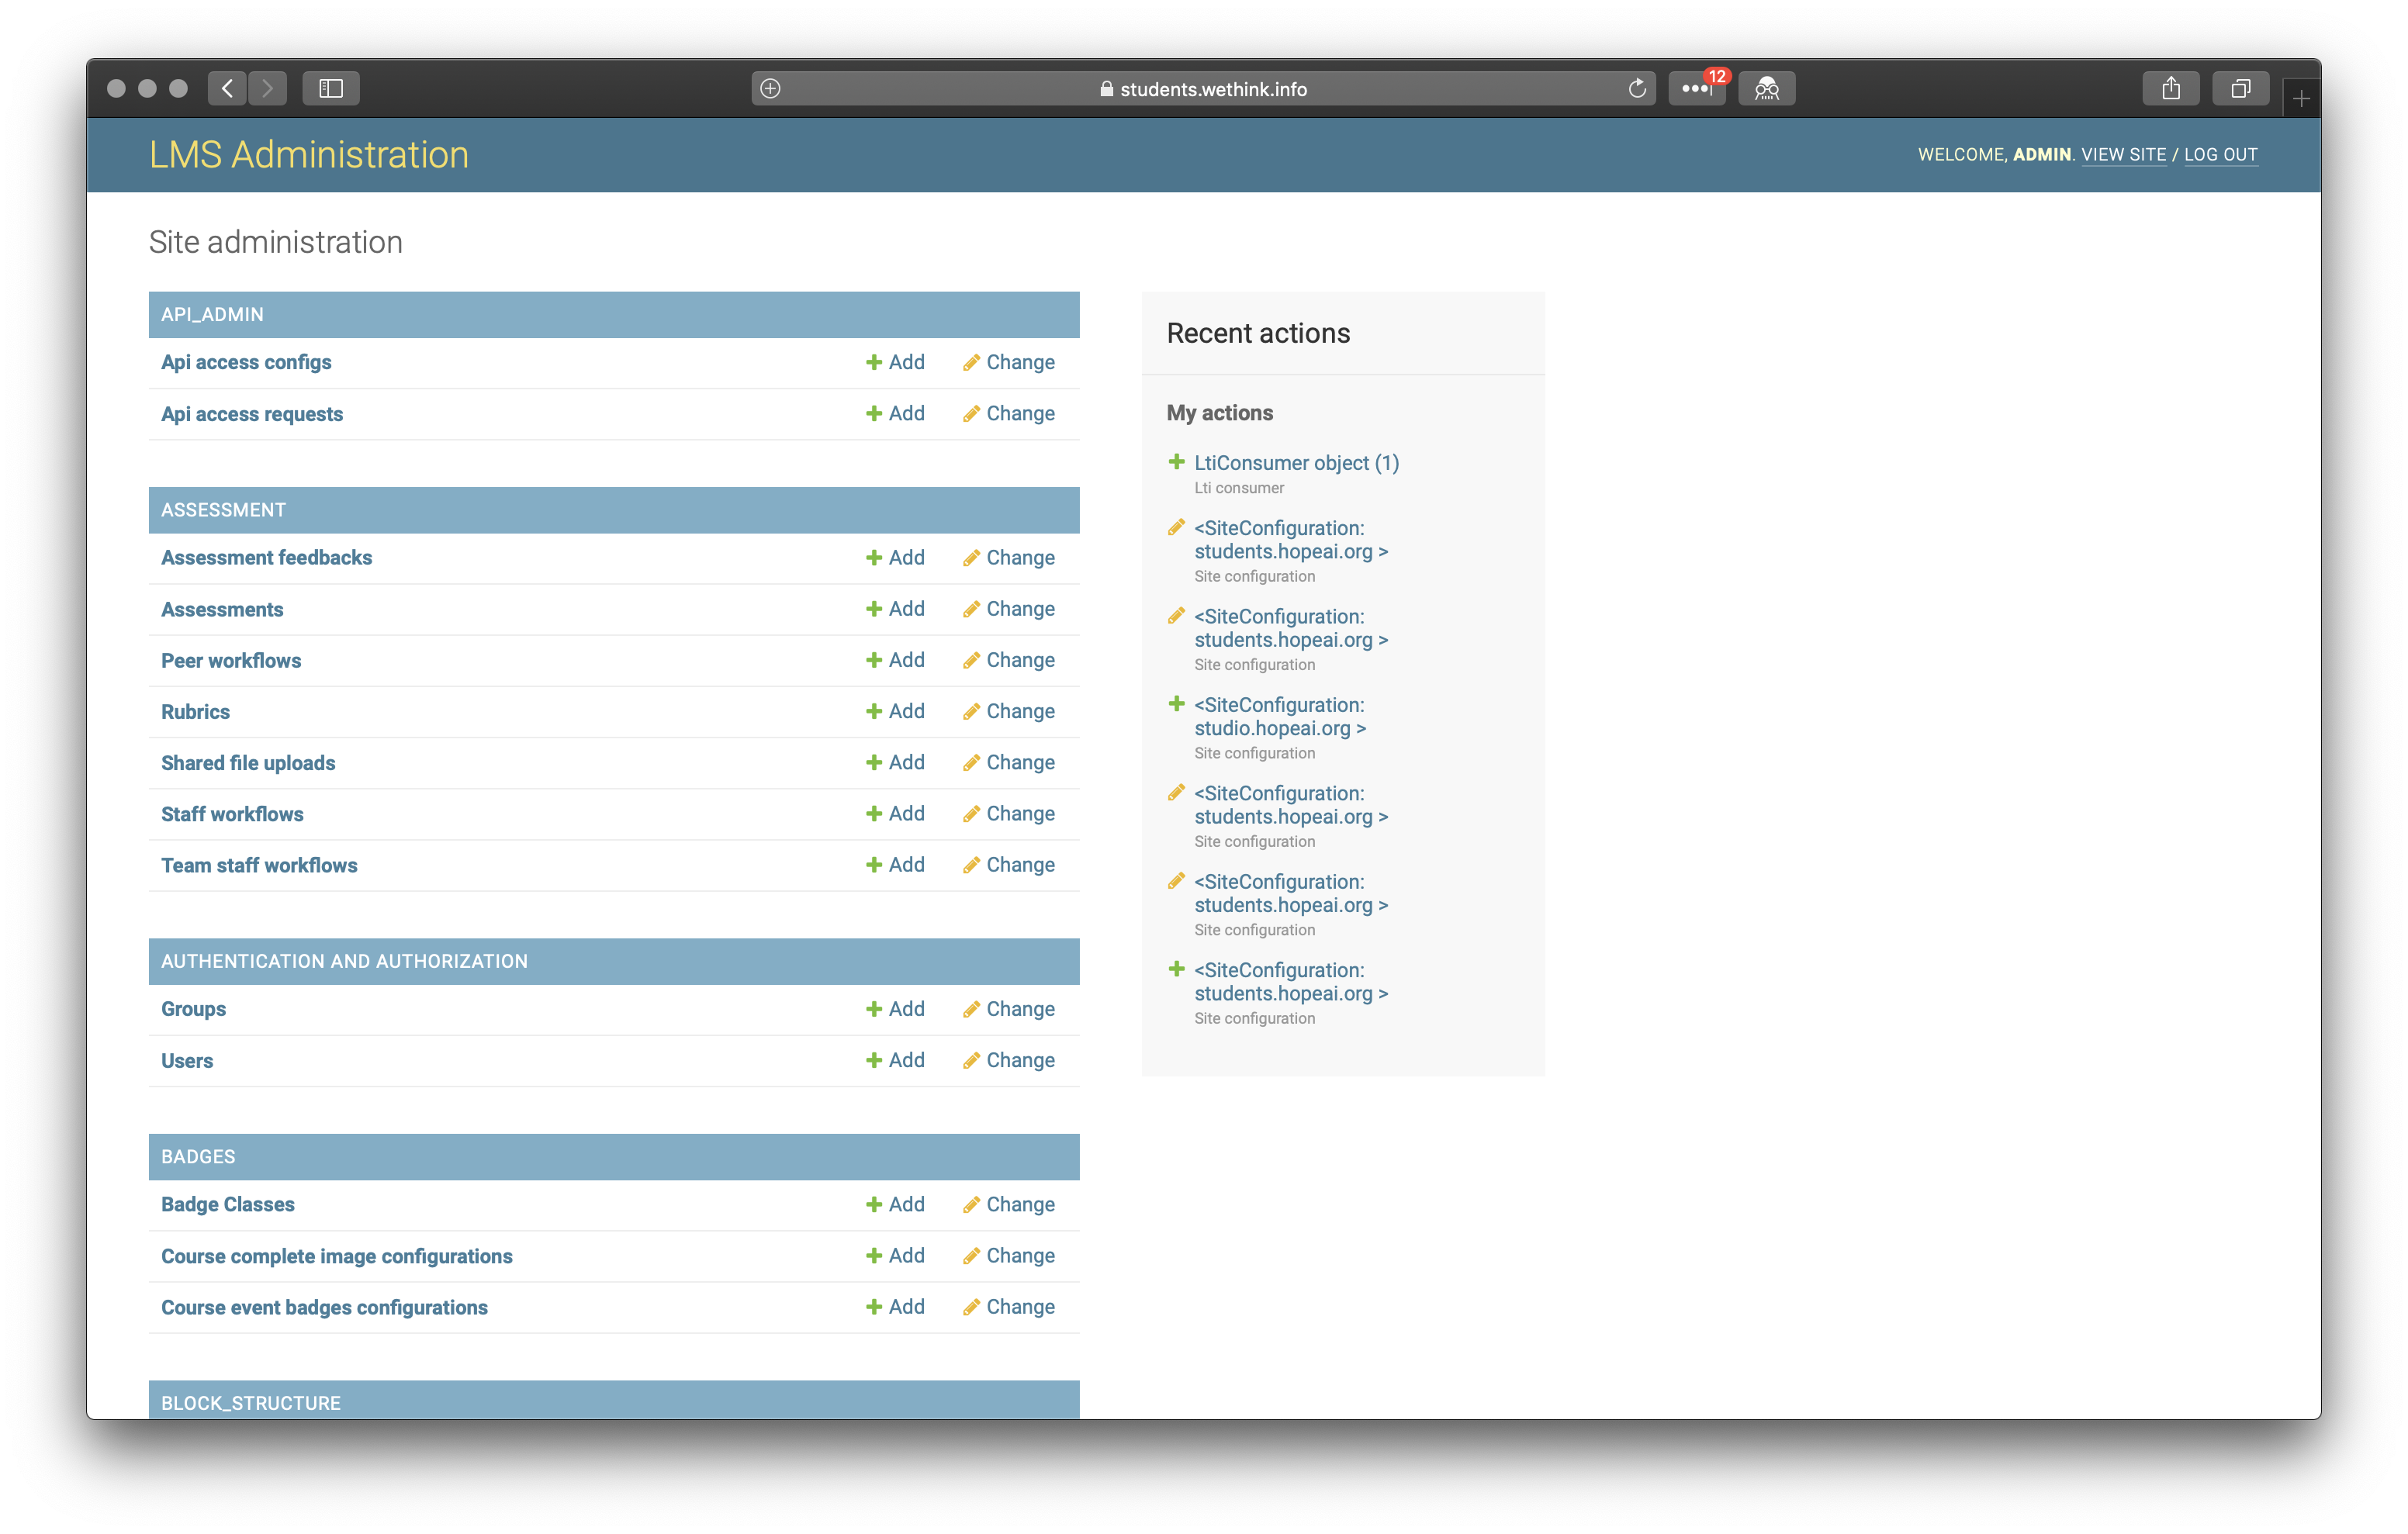 students.wethink.info
12
LMS Administration
WELCOME, ADMIN. VIEW SITE / LOG OUT
Site administration
API_ADMIN
Api access configs Add Change
Api access requests Add Change
ASSESSMENT
Assessment feedbacks Add Change
Assessments Add Change
Peer workflows Add Change
Rubrics Add Change
Shared file uploads Add Change
Staff workflows Add Change
Team staff workflows Add Change
AUTHENTICATION AND AUTHORIZATION
Groups Add Change
Users Add Change
BADGES
Badge Classes Add Change
Course complete image configurations Add Change
Course event badges configurations Add Change
BLOCK_STRUCTURE
Recent actions
My actions
LtiConsumer object (1)
Lti consumer
<SiteConfiguration:
students.hopeai.org >
Site configuration
<SiteConfiguration:
students.hopeai.org >
Site configuration
<SiteConfiguration:
studio.hopeai.org >
Site configuration
<SiteConfiguration:
students.hopeai.org >
Site configuration
<SiteConfiguration:
students.hopeai.org >
Site configuration
<SiteConfiguration:
students.hopeai.org >
Site configuration